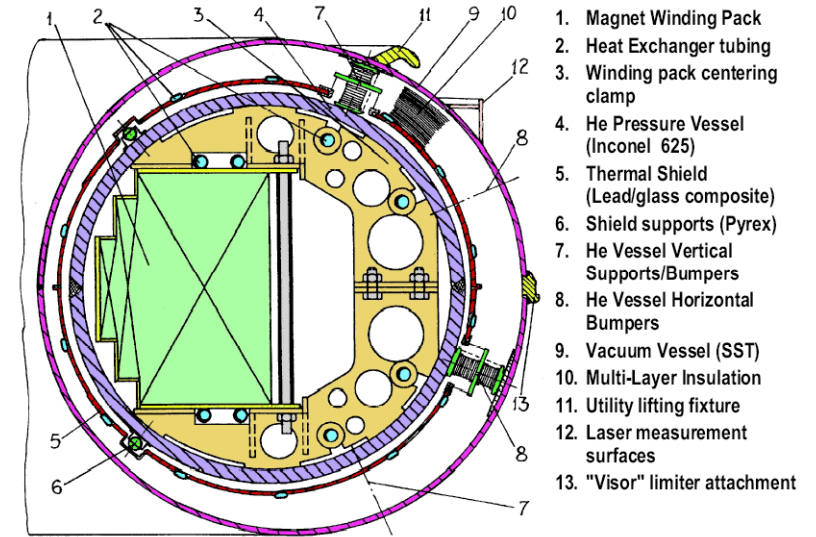 1
2
3
4
7
11
9
10
12
8
13
8
7
5
6
1. Magnet Winding Pack
2. Heat Exchanger tubing
3. Winding pack centering
clamp
4. He Pressure Vessel
(Inconel 625)
5. Thermal Shield
(Lead/glass composite)
6. Shield supports (Pyrex)
7. He Vessel Vertical
Supports/Bumpers
8. He Vessel Horizontal
Bumpers
9. Vacuum Vessel (SST)
10. Multi-Layer Insulation
11. Utility lifting fixture
12. Laser measurement
surfaces
13. "Visor" limiter attachment